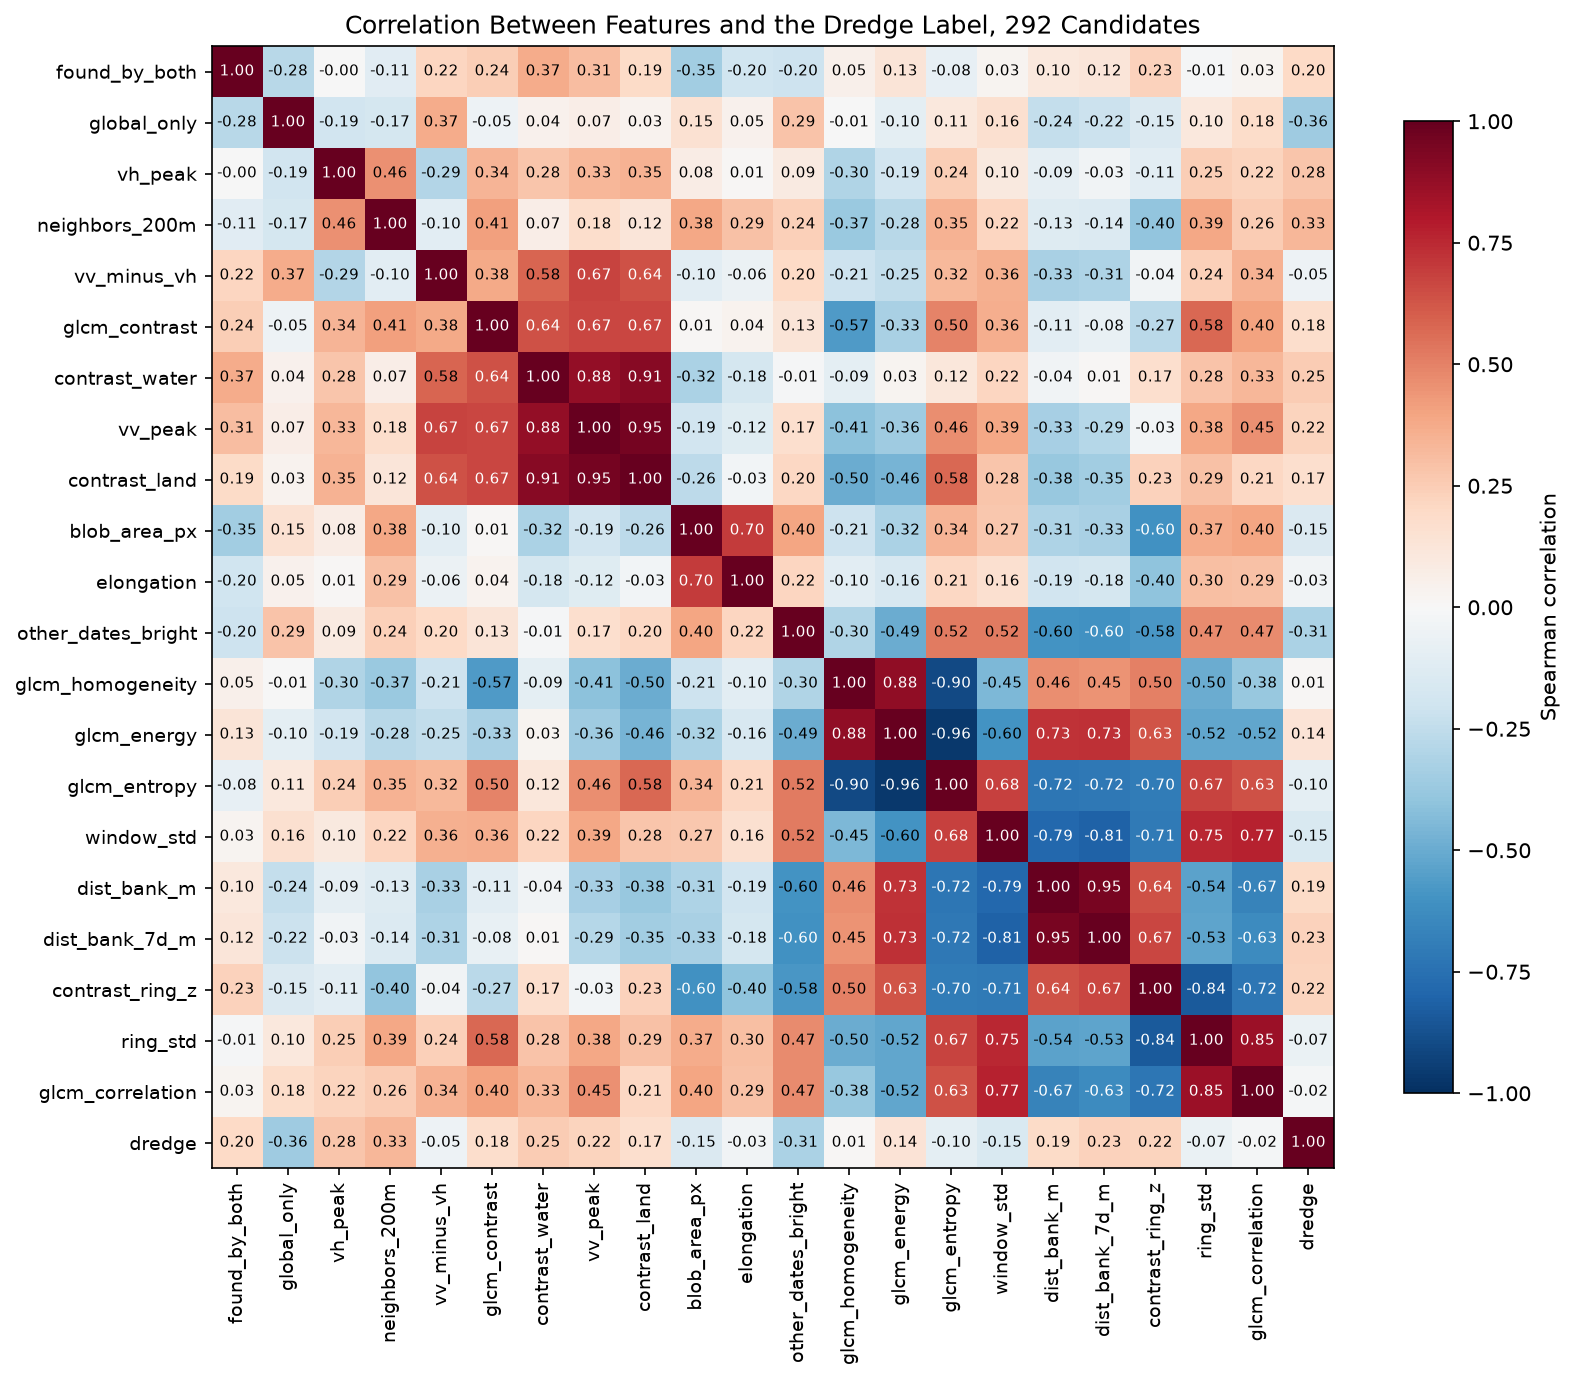 Correlation Between Features and the Dredge Label, 292 Candidates
found_by_both 1.00 -0.28 -0.00 -0.11 0.22 0.24 0.37 0.31 0.19 -0.35 -0.20 -0.20 0.05 0.13 -0.08 0.03 0.10 0.12 0.23 -0.01 0.03 0.20
global_only -0.28 1.00 -0.19 -0.17 0.37 -0.05 0.04 0.07 0.03 0.15 0.05 0.29 -0.01 -0.10 0.11 0.16 -0.24 -0.22 -0.15 0.10 0.18 -0.36
vh_peak -0.00 -0.19 1.00 0.46 -0.29 0.34 0.28 0.33 0.35 0.08 0.01 0.09 -0.30 -0.19 0.24 0.10 -0.09 -0.03 -0.11 0.25 0.22 0.28
neighbors_200m -0.11 -0.17 0.46 1.00 -0.10 0.41 0.07 0.18 0.12 0.38 0.29 0.24 -0.37 -0.28 0.35 0.22 -0.13 -0.14 -0.40 0.39 0.26 0.33
vv_minus_vh 0.22 0.37 -0.29 -0.10 1.00 0.38 0.58 0.67 0.64 -0.10 -0.06 0.20 -0.21 -0.25 0.32 0.36 -0.33 -0.31 -0.04 0.24 0.34 -0.05
glcm_contrast 0.24 -0.05 0.34 0.41 0.38 1.00 0.64 0.67 0.67 0.01 0.04 0.13 -0.57 -0.33 0.50 0.36 -0.11 -0.08 -0.27 0.58 0.40 0.18
contrast_water 0.37 0.04 0.28 0.07 0.58 0.64 1.00 0.88 0.91 -0.32 -0.18 -0.01 -0.09 0.03 0.12 0.22 -0.04 0.01 0.17 0.28 0.33 0.25
vv_peak 0.31 0.07 0.33 0.18 0.67 0.67 0.88 1.00 0.95 -0.19 -0.12 0.17 -0.41 -0.36 0.46 0.39 -0.33 -0.29 -0.03 0.38 0.45 0.22
contrast_land 0.19 0.03 0.35 0.12 0.64 0.67 0.91 0.95 1.00 -0.26 -0.03 0.20 -0.50 -0.46 0.58 0.28 -0.38 -0.35 0.23 0.29 0.21 0.17
blob_area_px -0.35 0.15 0.08 0.38 -0.10 0.01 -0.32 -0.19 -0.26 1.00 0.70 0.40 -0.21 -0.32 0.34 0.27 -0.31 -0.33 -0.60 0.37 0.40 -0.15
elongation -0.20 0.05 0.01 0.29 -0.06 0.04 -0.18 -0.12 -0.03 0.70 1.00 0.22 -0.10 -0.16 0.21 0.16 -0.19 -0.18 -0.40 0.30 0.29 -0.03
other_dates_bright -0.20 0.29 0.09 0.24 0.20 0.13 -0.01 0.17 0.20 0.40 0.22 1.00 -0.30 -0.49 0.52 0.52 -0.60 -0.60 -0.58 0.47 0.47 -0.31
glcm_homogeneity 0.05 -0.01 -0.30 -0.37 -0.21 -0.57 -0.09 -0.41 -0.50 -0.21 -0.10 -0.30 1.00 0.88 -0.90 -0.45 0.46 0.45 0.50 -0.50 -0.38 0.01
glcm_energy 0.13 -0.10 -0.19 -0.28 -0.25 -0.33 0.03 -0.36 -0.46 -0.32 -0.16 -0.49 0.88 1.00 -0.96 -0.60 0.73 0.73 0.63 -0.52 -0.52 0.14
glcm_entropy -0.08 0.11 0.24 0.35 0.32 0.50 0.12 0.46 0.58 0.34 0.21 0.52 -0.90 -0.96 1.00 0.68 -0.72 -0.72 -0.70 0.67 0.63 -0.10
window_std 0.03 0.16 0.10 0.22 0.36 0.36 0.22 0.39 0.28 0.27 0.16 0.52 -0.45 -0.60 0.68 1.00 -0.79 -0.81 -0.71 0.75 0.77 -0.15
dist_bank_m 0.10 -0.24 -0.09 -0.13 -0.33 -0.11 -0.04 -0.33 -0.38 -0.31 -0.19 -0.60 0.46 0.73 -0.72 -0.79 1.00 0.95 0.64 -0.54 -0.67 0.19
dist_bank_7d_m 0.12 -0.22 -0.03 -0.14 -0.31 -0.08 0.01 -0.29 -0.35 -0.33 -0.18 -0.60 0.45 0.73 -0.72 -0.81 0.95 1.00 0.67 -0.53 -0.63 0.23
contrast_ring_z 0.23 -0.15 -0.11 -0.40 -0.04 -0.27 0.17 -0.03 0.23 -0.60 -0.40 -0.58 0.50 0.63 -0.70 -0.71 0.64 0.67 1.00 -0.84 -0.72 0.22
ring_std -0.01 0.10 0.25 0.39 0.24 0.58 0.28 0.38 0.29 0.37 0.30 0.47 -0.50 -0.52 0.67 0.75 -0.54 -0.53 -0.84 1.00 0.85 -0.07
glcm_correlation 0.03 0.18 0.22 0.26 0.34 0.40 0.33 0.45 0.21 0.40 0.29 0.47 -0.38 -0.52 0.63 0.77 -0.67 -0.63 -0.72 0.85 1.00 -0.02
dredge 0.20 -0.36 0.28 0.33 -0.05 0.18 0.25 0.22 0.17 -0.15 -0.03 -0.31 0.01 0.14 -0.10 -0.15 0.19 0.23 0.22 -0.07 -0.02 1.00
found_by_both
global_only
vh_peak
neighbors_200m
vv_minus_vh
glcm_contrast
contrast_water
vv_peak
contrast_land
blob_area_px
elongation
other_dates_bright
glcm_homogeneity
glcm_energy
glcm_entropy
window_std
dist_bank_m
dist_bank_7d_m
contrast_ring_z
ring_std
glcm_correlation
dredge
1.00
0.75
0.50
0.25
0.00
−0.25
−0.50
−0.75
−1.00
Spearman correlation